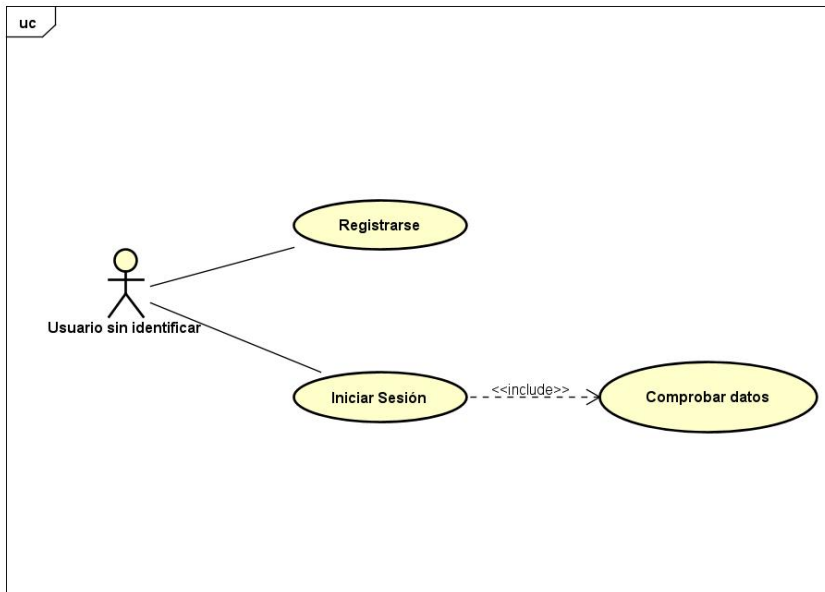 uc
Registrarse
Usuario sin identificar
Iniciar Sesión
<<include>>
Comprobar datos